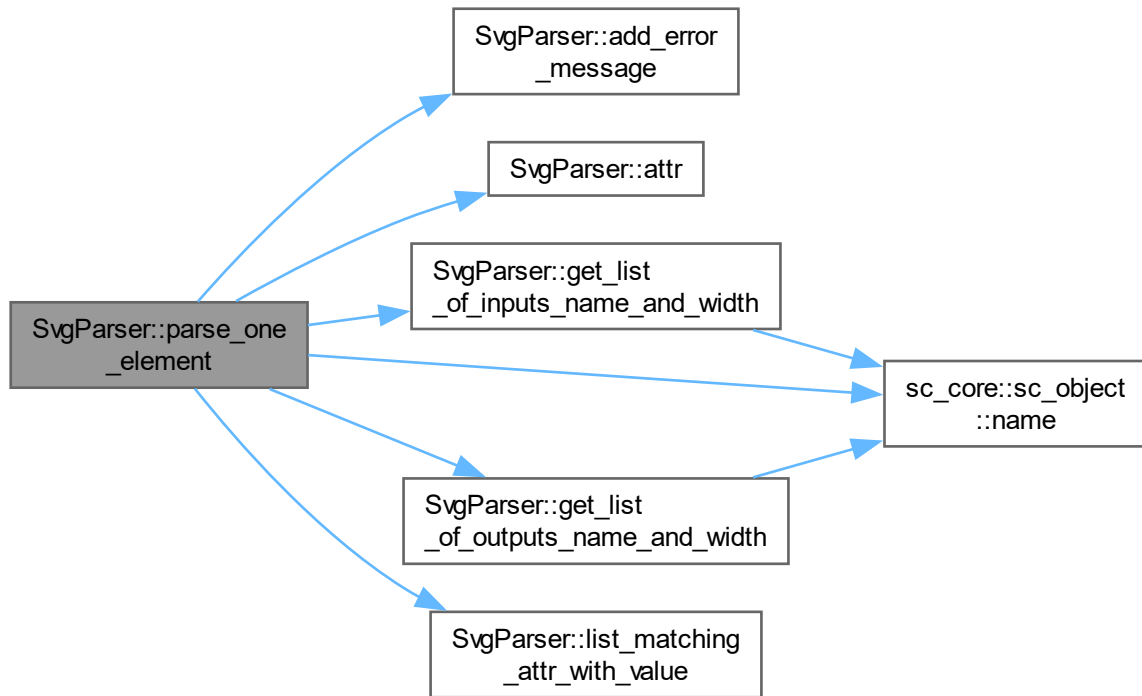 SvgParser::add_error
_message
SvgParser::attr
SvgParser::get_list
_of_inputs_name_and_width
SvgParser::parse_one
_element
sc_core::sc_object
::name
SvgParser::get_list
_of_outputs_name_and_width
SvgParser::list_matching
_attr_with_value